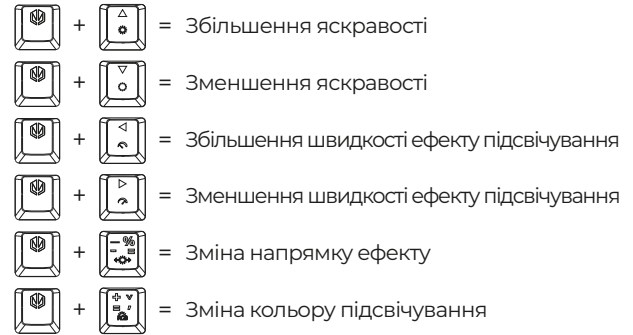 + = Збільшення яскравості
+ = Зменшення яскравості
+ = Збільшення швидкості ефекту підсвічування
+ = Зменшення швидкості ефекту підсвічування
+ — % - = = Зміна напрямку ефекту
+ = Зміна кольору підсвічування